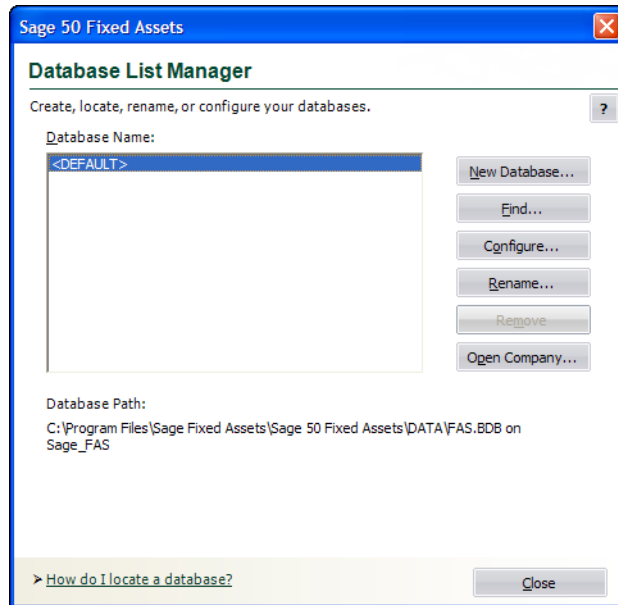 Sage 50 Fixed Assets
Database List Manager
Create, locate, rename, or configure your databases.
?
Database Name:
<DEFAULT>
New Database...
Find...
Configure...
Rename...
Remove
Open Company...
Database Path:
C:\Program Files\Sage Fixed Assets\Sage 50 Fixed Assets\DATA\FAS.BDB on
Sage_FAS
How do I locate a database?
Close